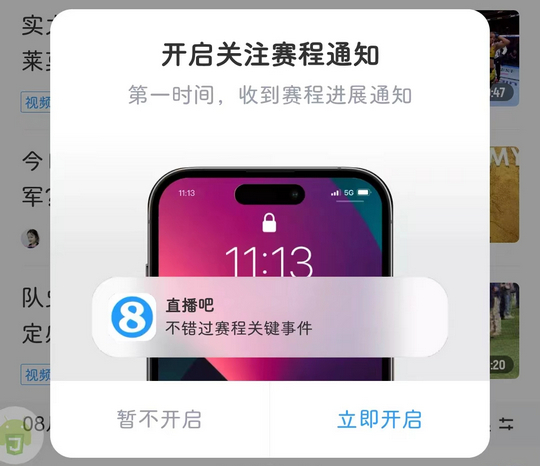 开启关注赛程通知
第一时间，收到赛程进展通知
11:13
5G
11:13
直播吧
不错过赛程关键事件
暂不开启
立即开启
莱
视频
:47
今
MY
军?
队
定
视频
:20
08